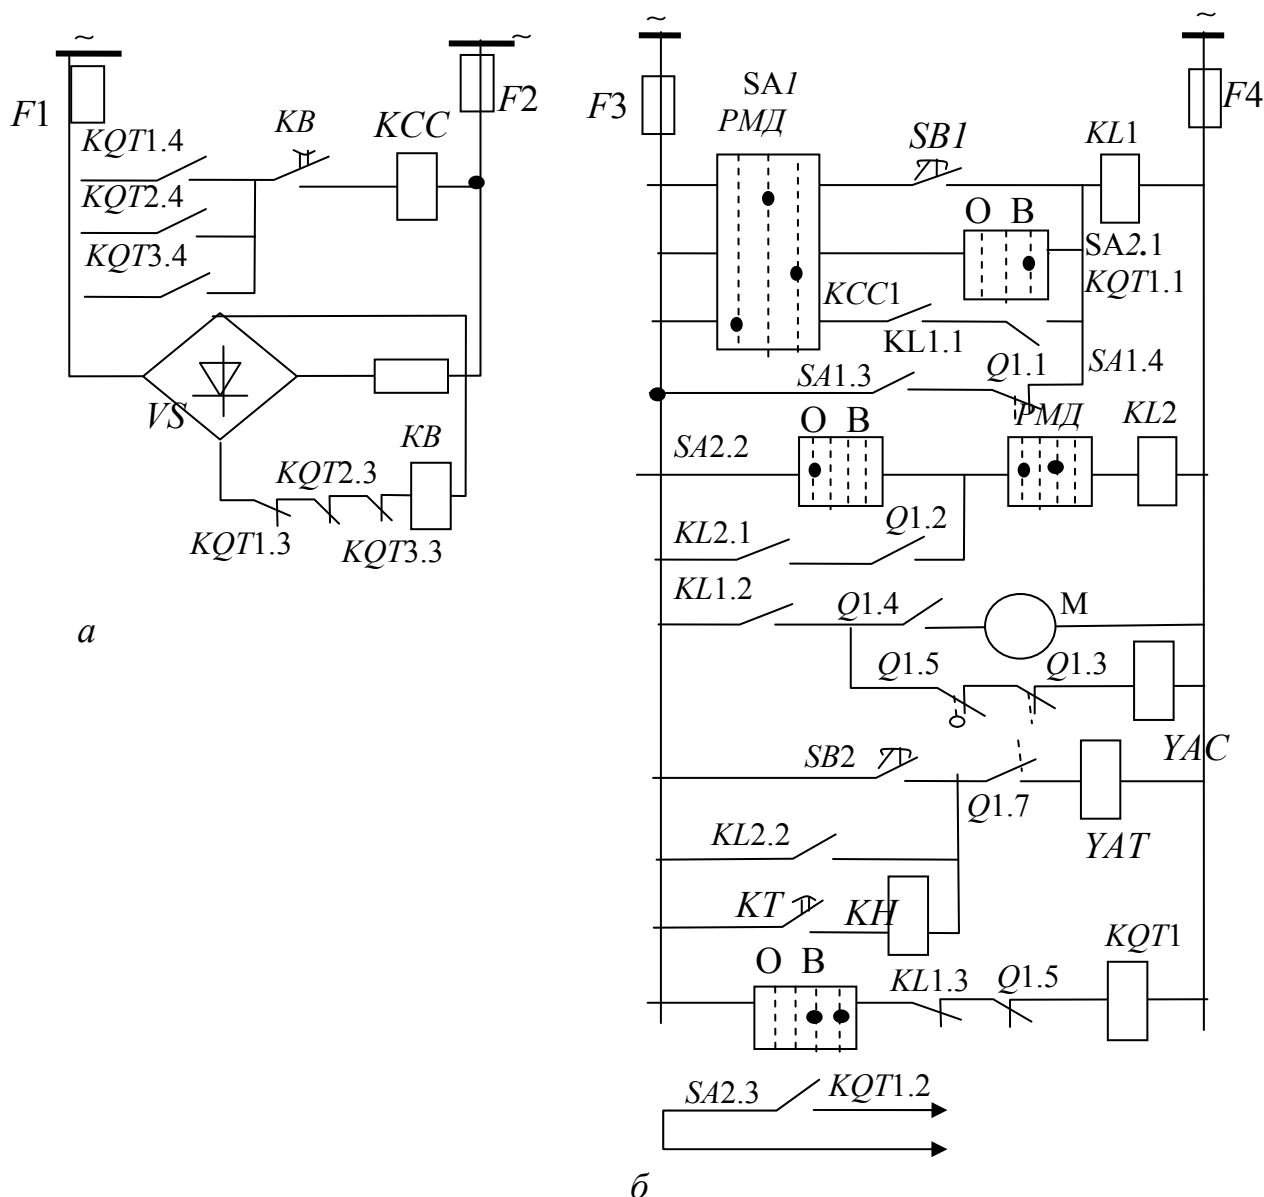 ~
~
F1
F2
KQT1.4
KB
KCC
KQT2.4
KQT3.4
VS
KB
KQT2.3
KQT1.3
KQT3.3
а
~
~
F3
F4
SA1
РМД
SB1
KL1
О В
SA2.1
KQT1.1
KCC1
KL1.1
Q1.1
SA1.4
SA1.3
О В
РМД
KL2
SA2.2
Q1.2
KL2.1
KL1.2
Q1.4
М
Q1.5
Q1.3
YAC
SB2
Q1.7
YAT
KL2.2
KT
KH
О В
KL1.3
Q1.5
KQT1
SA2.3
KQT1.2
б